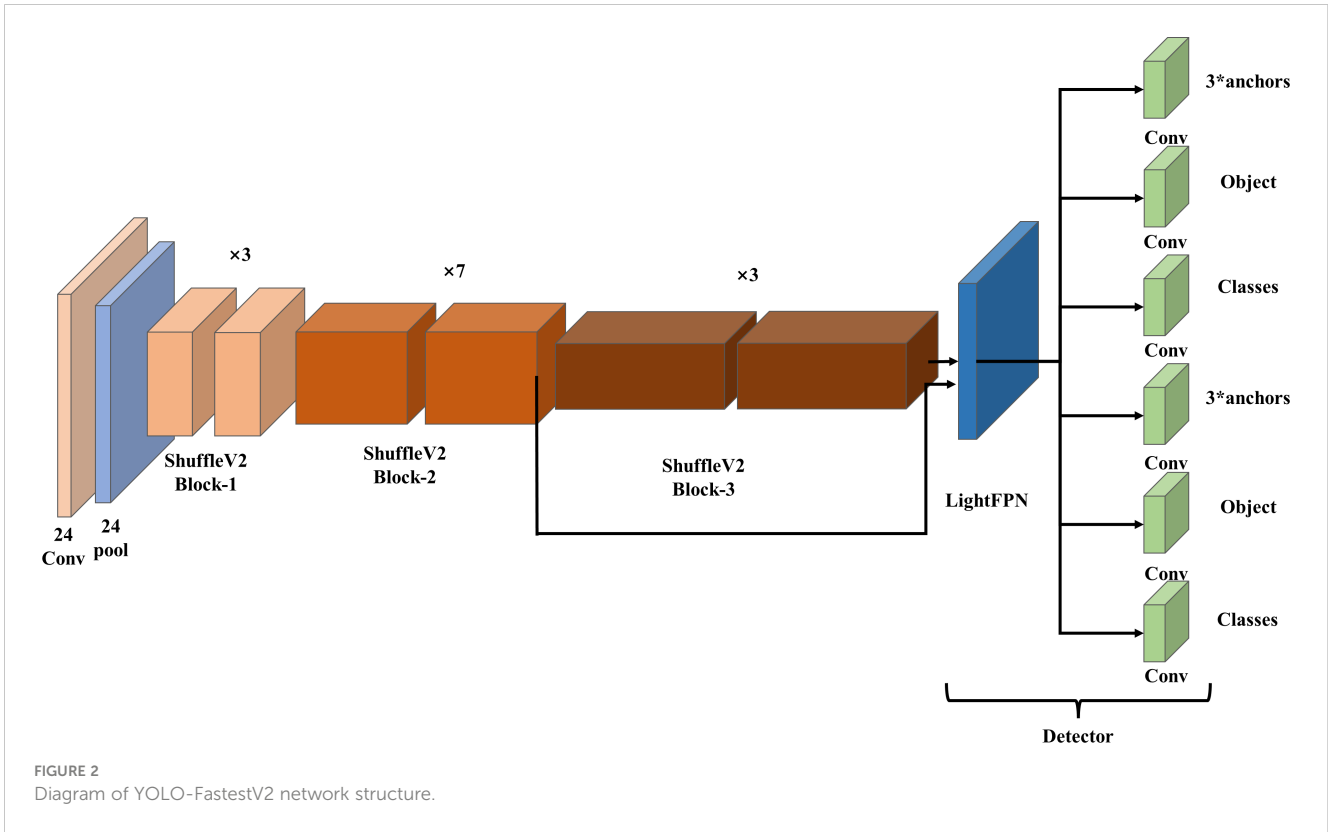 3*anchors
Conv
Object
Conv
Classes
Conv
3*anchors
Conv
Object
Conv
Classes
Conv
×3
×7
×3
ShuffleV2
Block-1
ShuffleV2
Block-2
ShuffleV2
Block-3
24
Conv
24
pool
LightFPN
Detector
FIGURE 2
Diagram of YOLO-FastestV2 network structure.